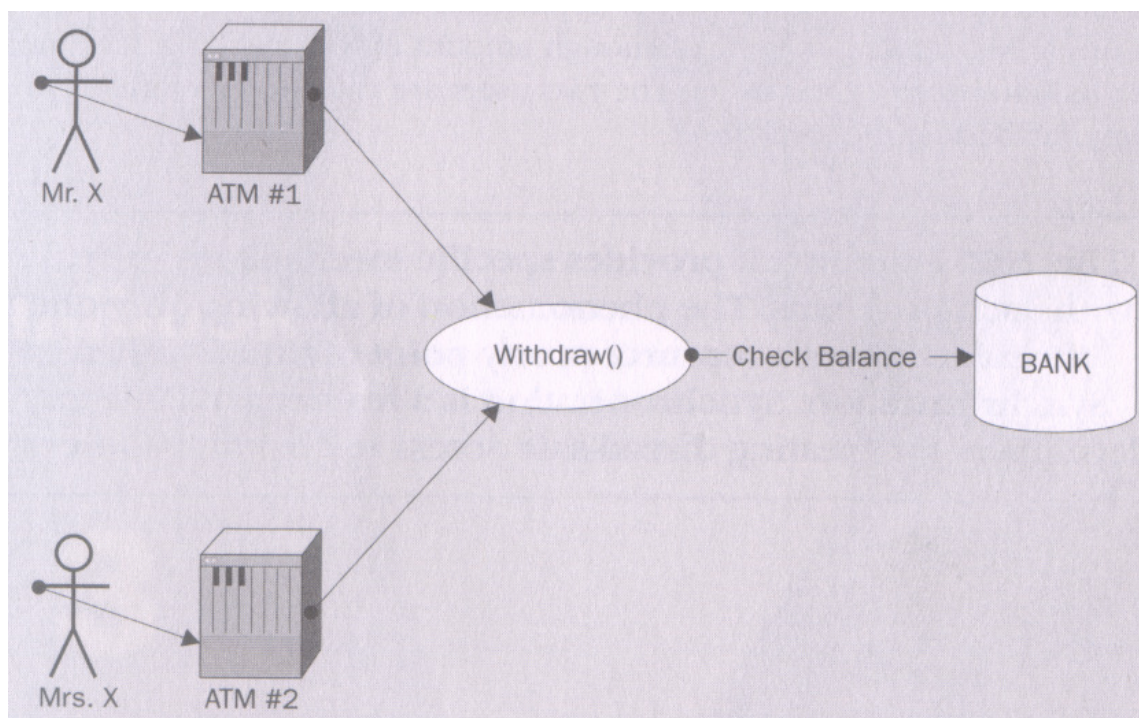 Mr. X
ATM #1
Withdraw()
Check Balance
BANK
Mrs. X
ATM #2